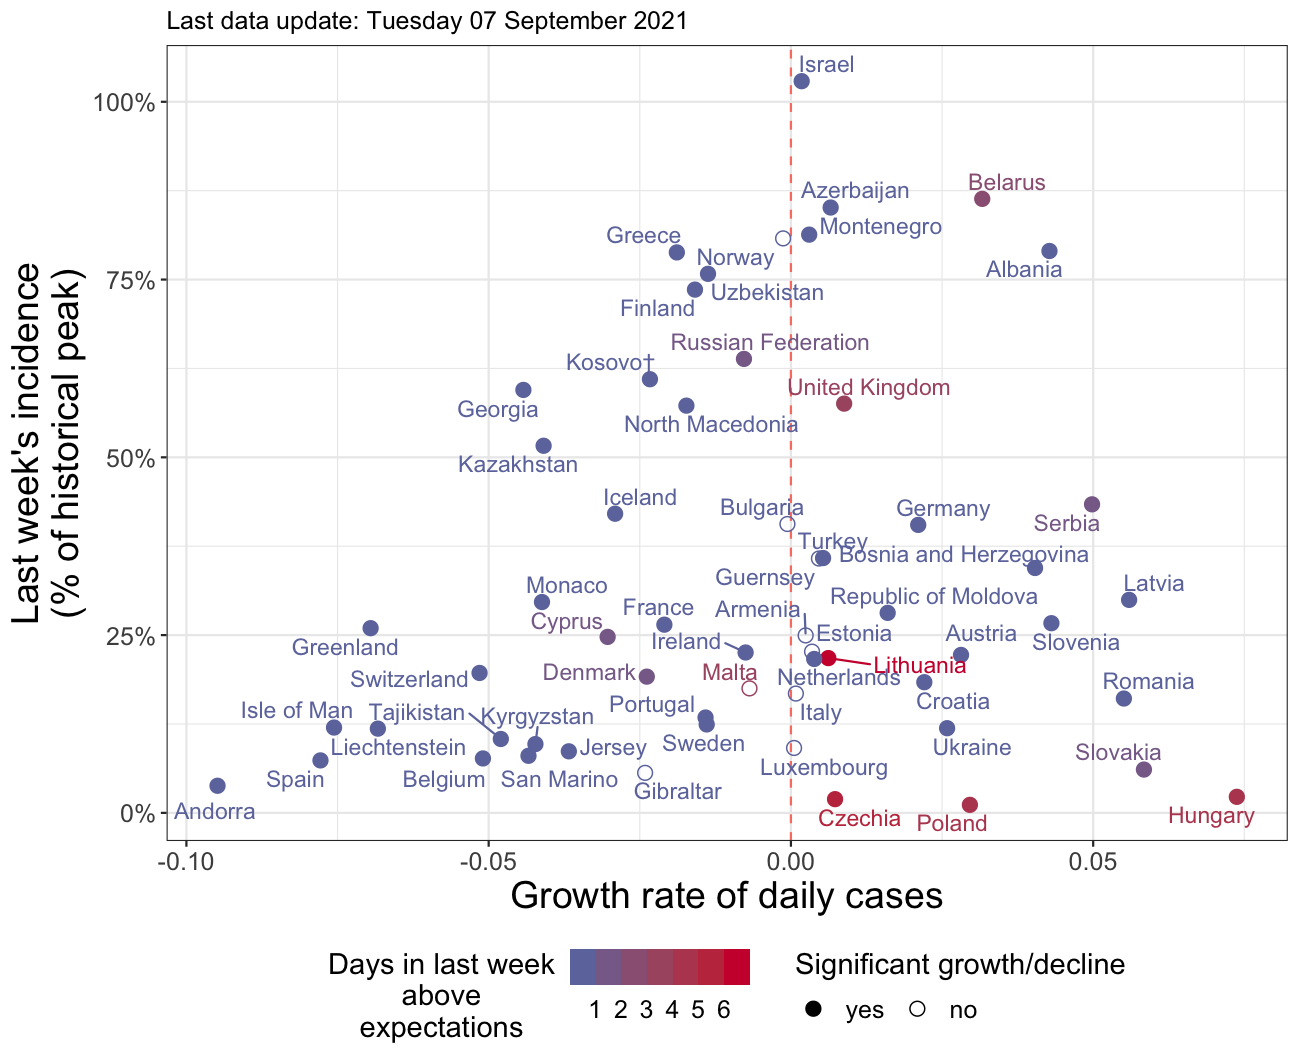 Last data update: Tuesday 07 September 2021
Last week's incidence
(% of historical peak)
100%
75%
50%
25%
0%
Israel
Belarus
Azerbaijan
Montenegro
Greece
Norway
Albania
Uzbekistan
Finland
Russian Federation
Kosovo†
United Kingdom
Georgia
North Macedonia
Kazakhstan
Iceland
Bulgaria
Germany
Serbia
Turkey
Bosnia and Herzegovina
Guernsey
Monaco
Latvia
Republic of Moldova
France
Armenia
Cyprus
Estonia
Austria
Ireland
Slovenia
Greenland
Lithuania
Denmark
Malta
Switzerland
Netherlands
Romania
Croatia
Portugal
Isle of Man
Tajikistan
Italy
Kyrgyzstan
Sweden
Liechtenstein
Jersey
Ukraine
Slovakia
Luxembourg
Spain
Belgium
San Marino
Gibraltar
Andorra
Hungary
Czechia
Poland
-0.10
-0.05
0.00
0.05
Growth rate of daily cases
Days in last week
above
expectations
1 2 3 4 5 6
Significant growth/decline
yes
no